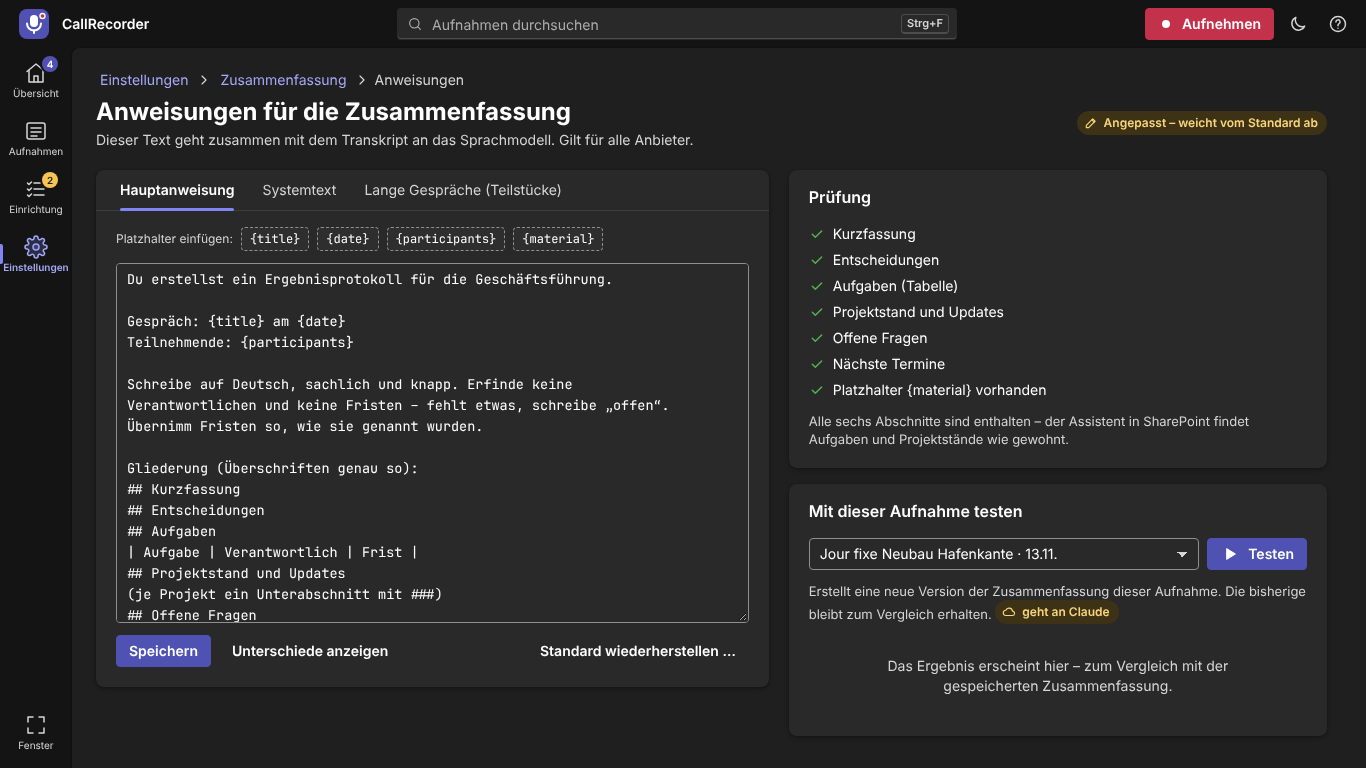 CallRecorder
Aufnahmen durchsuchen
Strg+F
Aufnehmen
4
Übersicht
Aufnahmen
2
Einrichtung
Einstellungen
Fenster
Einstellungen > Zusammenfassung > Anweisungen
Anweisungen für die Zusammenfassung
Dieser Text geht zusammen mit dem Transkript an das Sprachmodell. Gilt für alle Anbieter.
Angepasst – weicht vom Standard ab
Hauptanweisung Systemtext Lange Gespräche (Teilstücke)
Platzhalter einfügen: {title} {date} {participants} {material}
Du erstellst ein Ergebnisprotokoll für die Geschäftsführung.
Gespräch: {title} am {date}
Teilnehmende: {participants}
Schreibe auf Deutsch, sachlich und knapp. Erfinde keine
Verantwortlichen und keine Fristen – fehlt etwas, schreibe „offen“.
Übernimm Fristen so, wie sie genannt wurden.
Gliederung (Überschriften genau so):
## Kurzfassung
## Entscheidungen
## Aufgaben
| Aufgabe | Verantwortlich | Frist |
## Projektstand und Updates
(je Projekt ein Unterabschnitt mit ###)
## Offene Fragen
Speichern
Unterschiede anzeigen
Standard wiederherstellen ...
Prüfung
Kurzfassung
Entscheidungen
Aufgaben (Tabelle)
Projektstand und Updates
Offene Fragen
Nächste Termine
Platzhalter {material} vorhanden
Alle sechs Abschnitte sind enthalten – der Assistent in SharePoint findet
Aufgaben und Projektstände wie gewohnt.
Mit dieser Aufnahme testen
Jour fixe Neubau Hafenkante · 13.11.
Testen
Erstellt eine neue Version der Zusammenfassung dieser Aufnahme. Die bisherige
bleibt zum Vergleich erhalten. geht an Claude
Das Ergebnis erscheint hier – zum Vergleich mit der
gespeicherten Zusammenfassung.